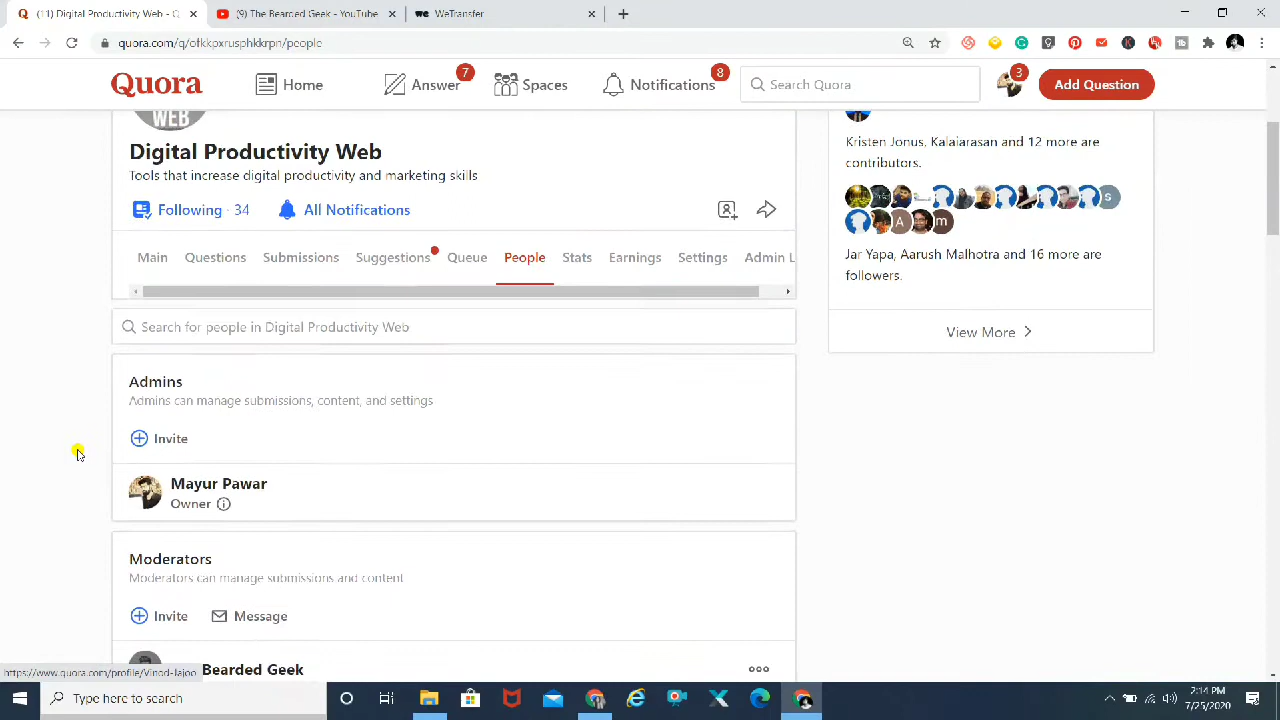 (11) Digital Productivity Web - Q
(9) The Bearded Geek - YouTube
we WeTransfer
quora.com/q/ofkkpxrusphkkrpn/people
Quora
Home
Answer
7
Spaces
Notifications
8
Search Quora
3
Add Question
WEB
Digital Productivity Web
Tools that increase digital productivity and marketing skills
Following · 34
All Notifications
Main
Questions
Submissions
Suggestions
Queue
People
Stats
Earnings
Settings
Admin L
Search for people in Digital Productivity Web
Admins
Admins can manage submissions, content, and settings
Invite
Mayur Pawar
Owner
Moderators
Moderators can manage submissions and content
Invite
Message
Bearded Geek
Kristen Jonus, Kalaiarasan and 12 more are
contributors.
s
A
m
Jar Yapa, Aarush Malhotra and 16 more are
followers.
View More
https://www.quora.com/profile/Vinod-Jajoo
Type here to search
2:14 PM
7/25/2020